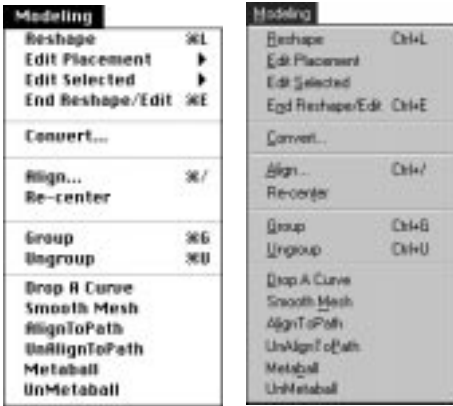 Modeling
Reshape ⌘L
Edit Placement ▶
Edit Selected ▶
End Reshape/Edit ⌘E
Convert...
Align... ⌘/
Re-center
Group ⌘G
Ungroup ⌘U
Drop A Curve
Smooth Mesh
AlignToPath
UnAlignToPath
Metaball
UnMetaball
Modeling
Reshape Ctrl+L
Edit Placement
Edit Selected
End Reshape/Edit Ctrl+E
Convert...
Align... Ctrl+/
Re-center
Group Ctrl+G
Ungroup Ctrl+U
Drop A Curve
Smooth Mesh
AlignToPath
UnAlignToPath
Metaball
UnMetaball